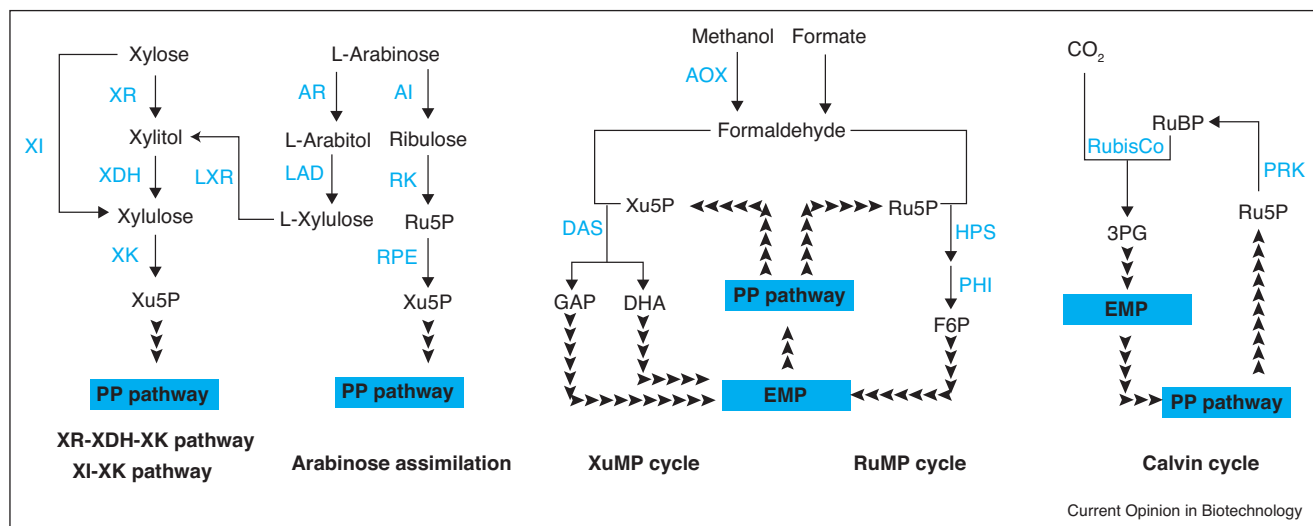 Xylose
XR
Xylitol
XI
XDH
Xylulose
XK
Xu5P
PP pathway
XR-XDH-XK pathway
XI-XK pathway
L-Arabinose
AR
AI
L-Arabitol
Ribulose
LXR
LAD
RK
L-Xylulose
Ru5P
RPE
Xu5P
PP pathway
Arabinose assimilation
Methanol
Formate
AOX
Formaldehyde
Xu5P
Ru5P
DAS
HPS
PP pathway
PHI
GAP
DHA
F6P
EMP
XuMP cycle
RuMP cycle
CO₂
RuBP
RubisCo
PRK
Ru5P
3PG
EMP
PP pathway
Calvin cycle
Current Opinion in Biotechnology